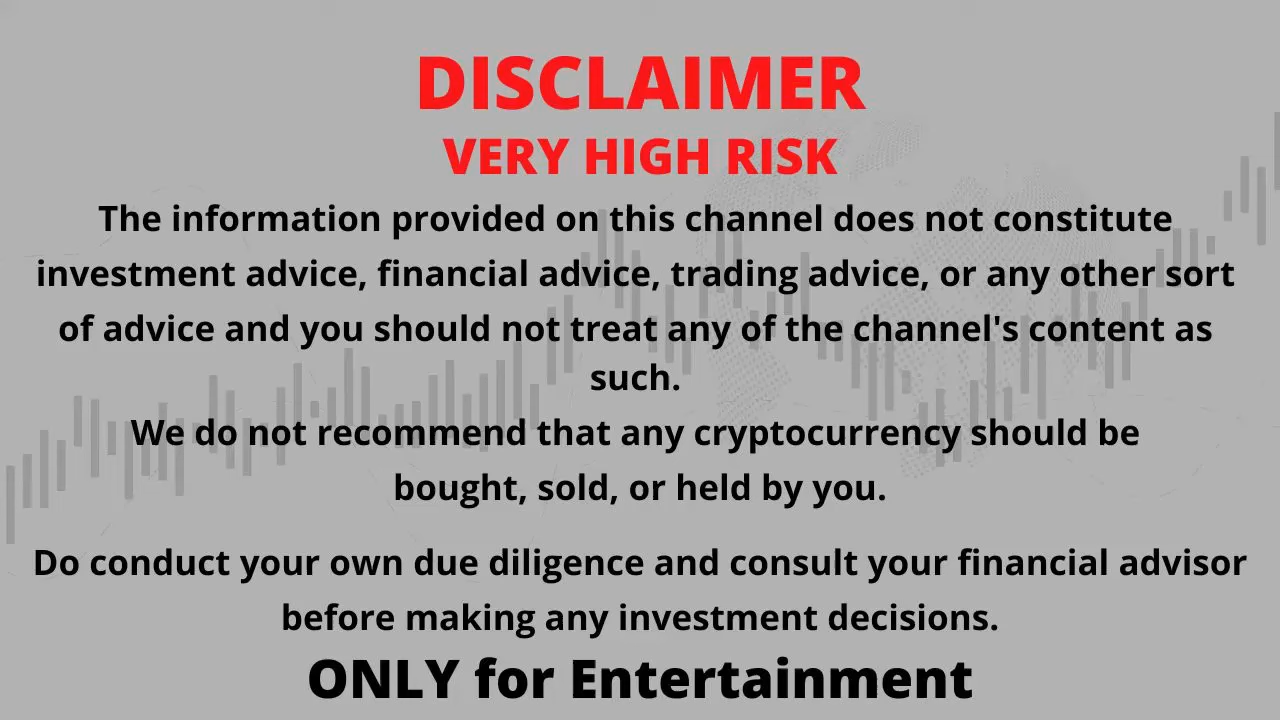 DISCLAIMER
VERY HIGH RISK
The information provided on this channel does not constitute
investment advice, financial advice, trading advice, or any other sort
of advice and you should not treat any of the channel's content as
such.
We do not recommend that any cryptocurrency should be
bought, sold, or held by you.
Do conduct your own due diligence and consult your financial advisor
before making any investment decisions.
ONLY for Entertainment